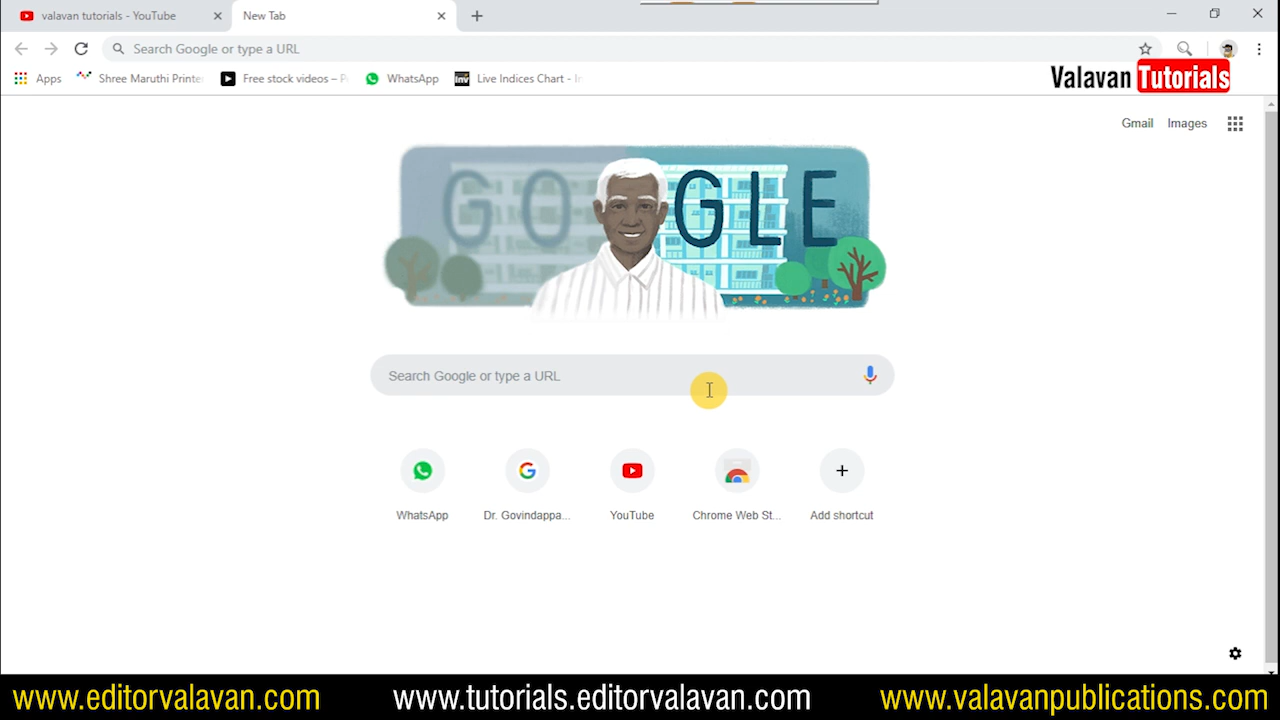 valavan tutorials - YouTube
New Tab
Search Google or type a URL
Apps
Shree Maruthi Printe
Free stock videos – P
WhatsApp
Live Indices Chart - In
Inv
Valavan Tutorials
Gmail Images
GOOGLE
Search Google or type a URL
WhatsApp
Dr. Govindappa...
YouTube
Chrome Web St...
Add shortcut
www.editorvalavan.com
www.tutorials.editorvalavan.com
www.valavanpublications.com